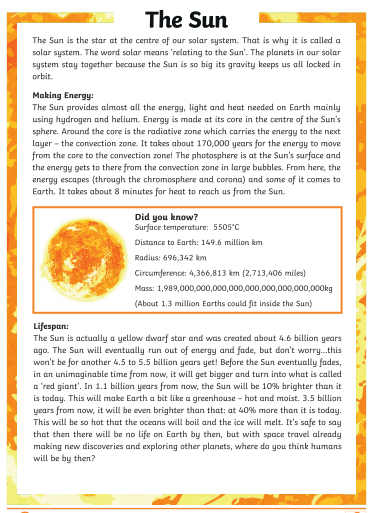 The Sun
The Sun is the star at the centre of our solar system. That is why it is called a
solar system. The word solar means 'relating to the Sun'. The planets in our solar
system stay together because the Sun is so big its gravity keeps us all locked in
orbit.
Making Energy:
The Sun provides almost all the energy, light and heat needed on Earth mainly
using hydrogen and helium. Energy is made at its core in the centre of the Sun's
sphere. Around the core is the radiative zone which carries the energy to the next
layer – the convection zone. It takes about 170,000 years for the energy to move
from the core to the convection zone! The photosphere is at the Sun's surface and
the energy gets to there from the convection zone in large bubbles. From here, the
energy escapes (through the chromosphere and corona) and some of it comes to
Earth. It takes about 8 minutes for heat to reach us from the Sun.
Did you know?
Surface temperature: 5505°C
Distance to Earth: 149.6 million km
Radius: 696,342 km
Circumference: 4,366,813 km (2,713,406 miles)
Mass: 1,989,000,000,000,000,000,000,000,000,000kg
(About 1.3 million Earths could fit inside the Sun)
Lifespan:
The Sun is actually a yellow dwarf star and was created about 4.6 billion years
ago. The Sun will eventually run out of energy and fade, but don't worry...this
won't be for another 4.5 to 5.5 billion years yet! Before the Sun eventually fades,
in an unimaginable time from now, it will get bigger and turn into what is called
a 'red giant'. In 1.1 billion years from now, the Sun will be 10% brighter than it
is today. This will make Earth a bit like a greenhouse – hot and moist. 3.5 billion
years from now, it will be even brighter than that: at 40% more than it is today.
This will be so hot that the oceans will boil and the ice will melt. It's safe to say
that then there will be no life on Earth by then, but with space travel already
making new discoveries and exploring other planets, where do you think humans
will be by then?